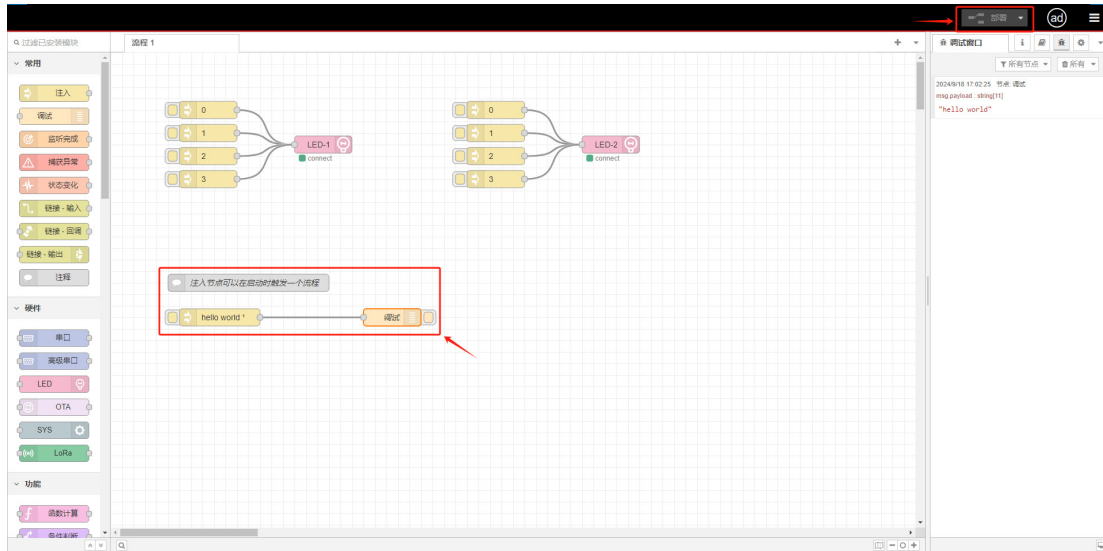 部署
ad
过滤已安装模块
流程 1
调试窗口
i
常用
所有节点
所有
注入
2024/9/18 17:02:25 节点: 调试
msg.payload : string[11]
"hello world"
调试
监听完成
捕获异常
状态变化
链接 - 输入
链接 - 回调
链接 - 输出
注释
0
1
2
3
LED-1
connect
0
1
2
3
LED-2
connect
注入节点可以在启动时触发一个流程
hello world ¹
调试
硬件
串口
高级串口
LED
OTA
SYS
LoRa
功能
函数计算
条件判断